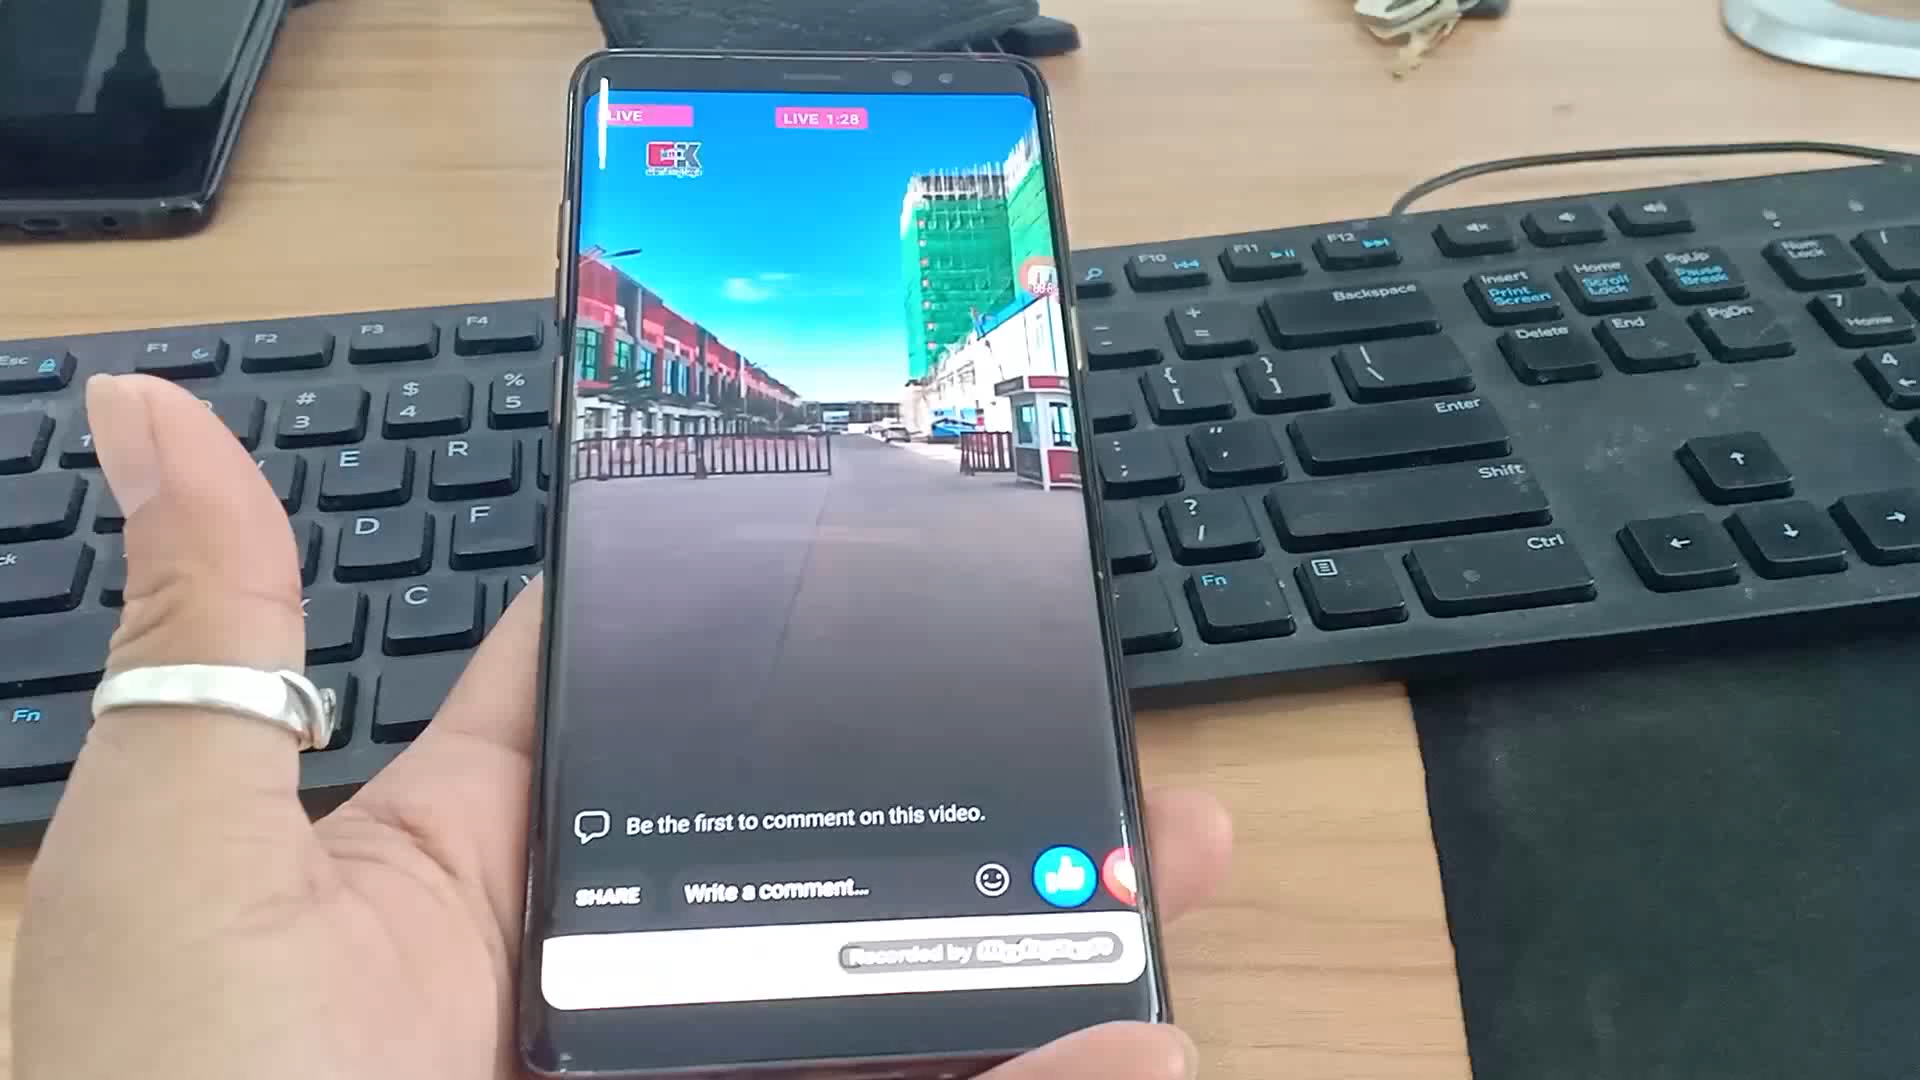 LIVE
LIVE 1:28
Be the first to comment on this video.
SHARE
Write a comment...
Recorded by
Esc
F1
F2
F3
F4
F10
F11
F12
#
3
$
4
%
5
E
R
D
F
C
Fn
+
=
Backspace
Insert
Print
Screen
Home
Scroll
Lock
PgUp
Pause
Break
Num
Lock
Delete
End
PgDn
7
Home
4
Enter
Shift
?
/
Ctrl
Fn